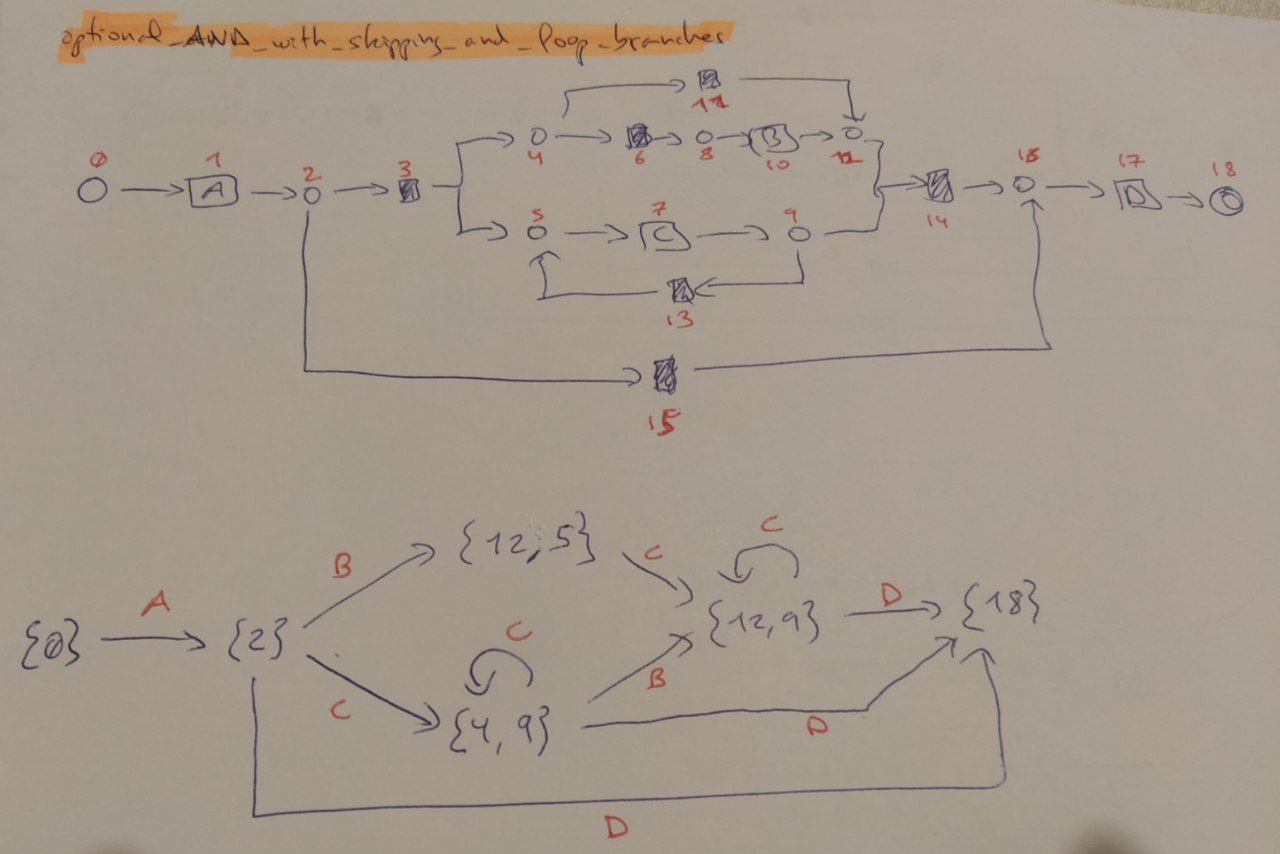 optional_AND_with_skipping_and_loop_branches
11
0 1 2 3 4 6 8 10 12
A B
5 7 9 14 16 17 18
C D
13
15
{12,5}
C
B C
A D
{0} {2} {12,9} {18}
C
B
C {4,9} D
D